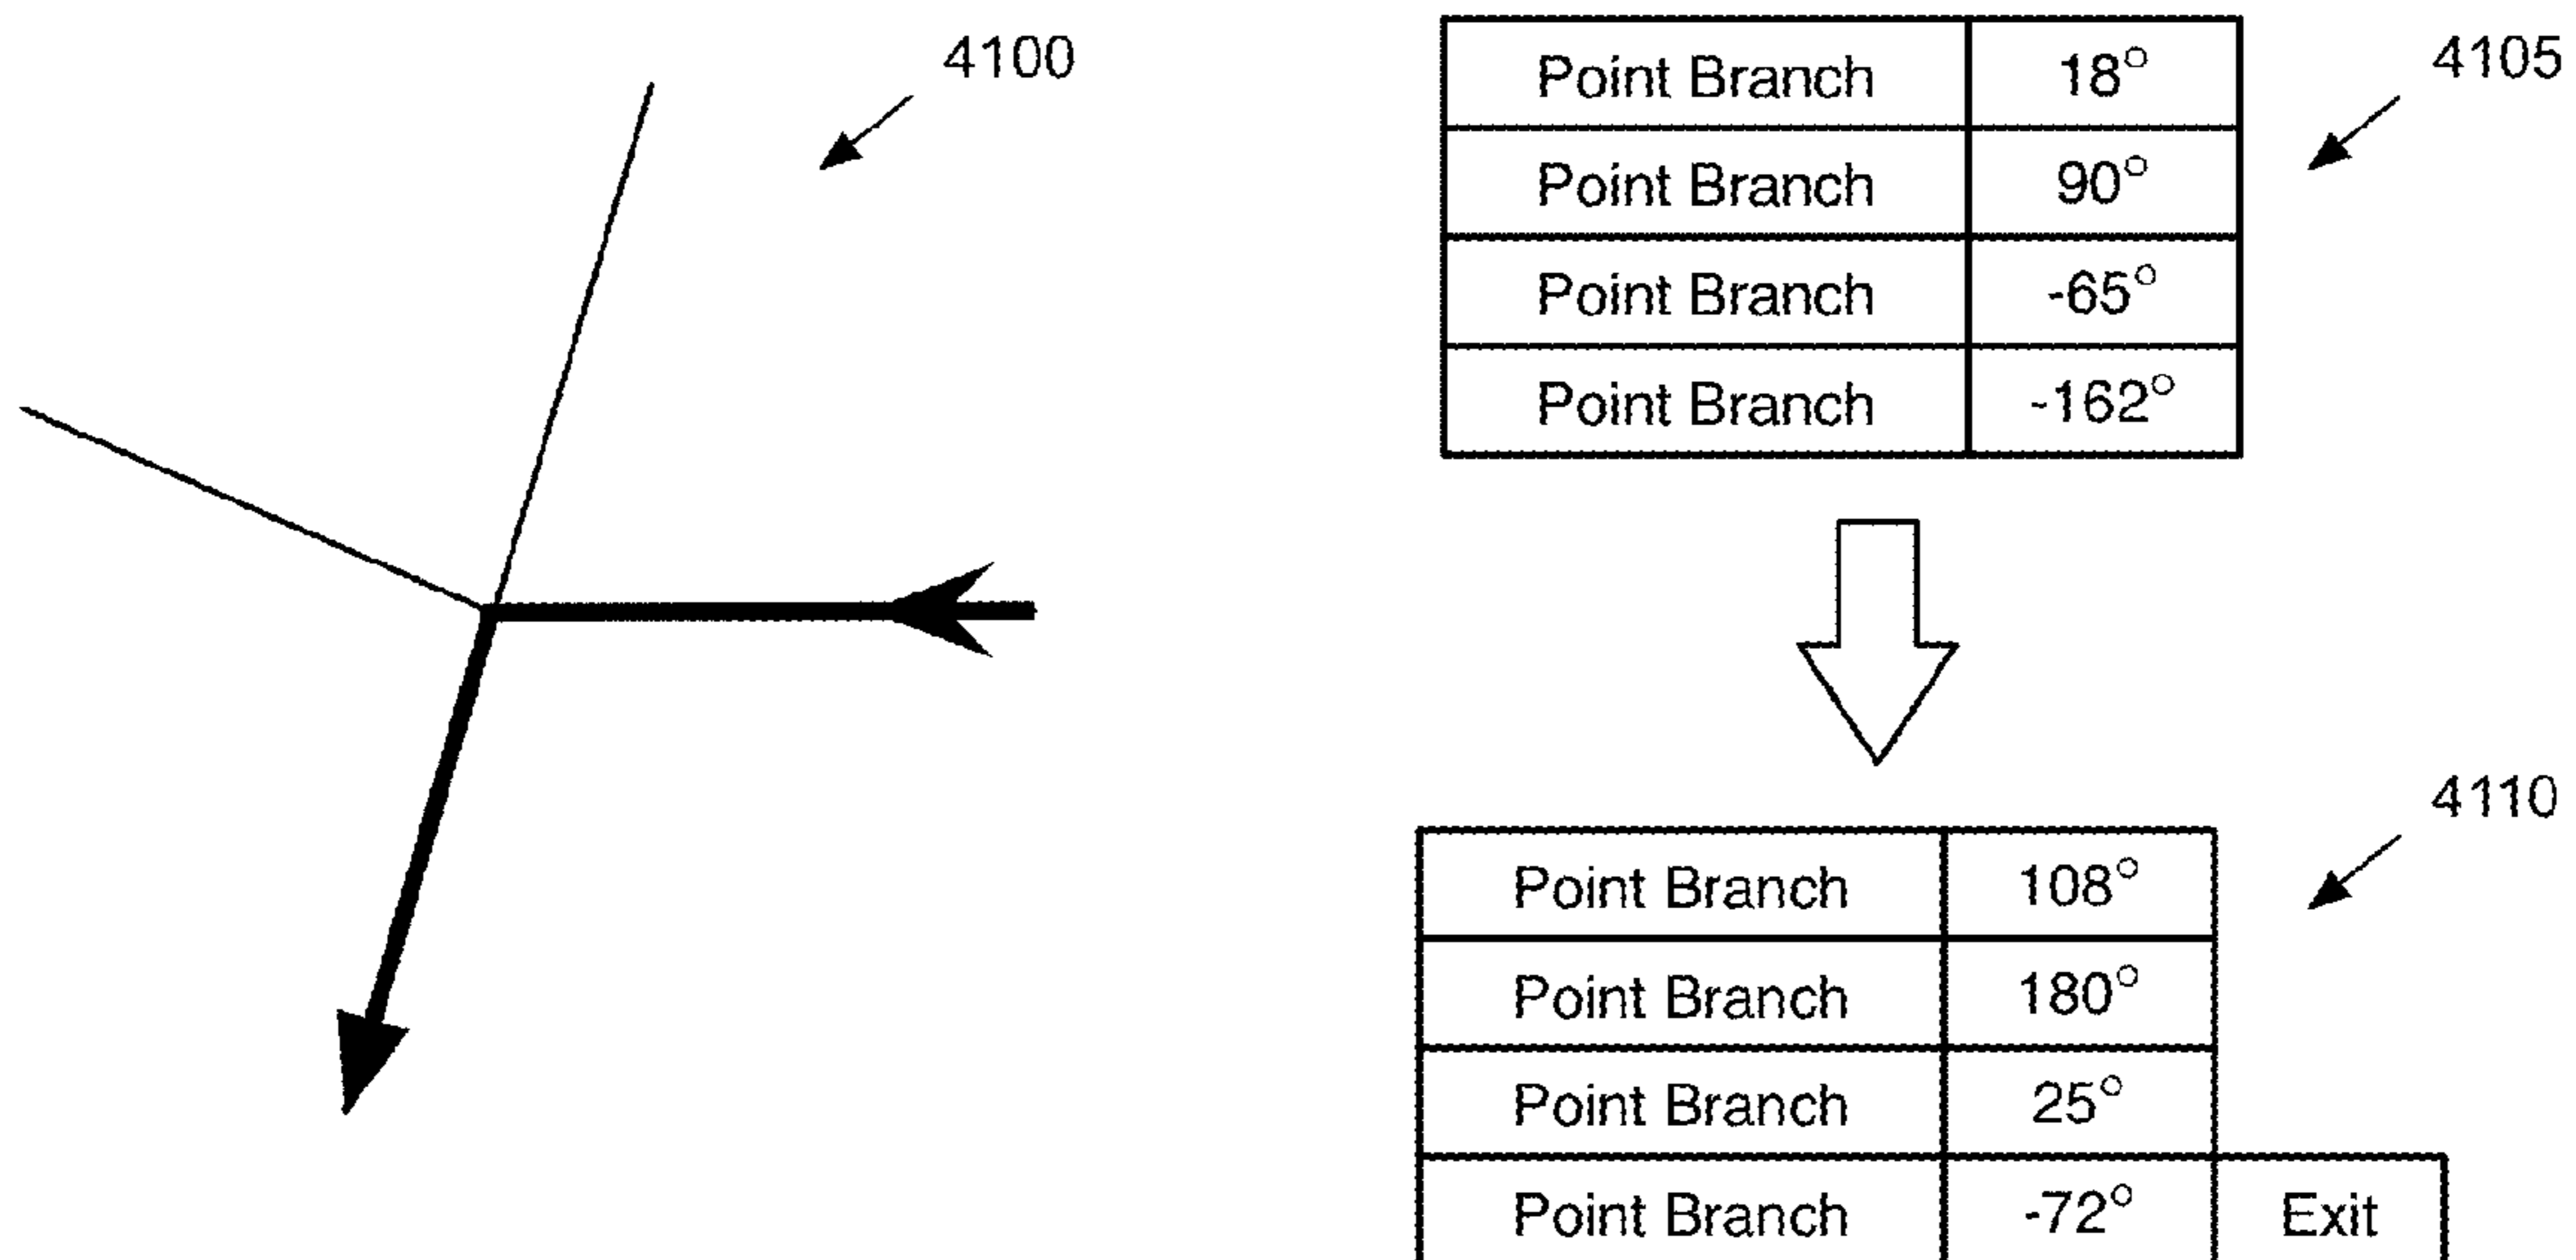 4100
Point Branch 18°
Point Branch 90°
Point Branch -65°
Point Branch -162°
4105
Point Branch 108°
Point Branch 180°
Point Branch 25°
Point Branch -72° Exit
4110